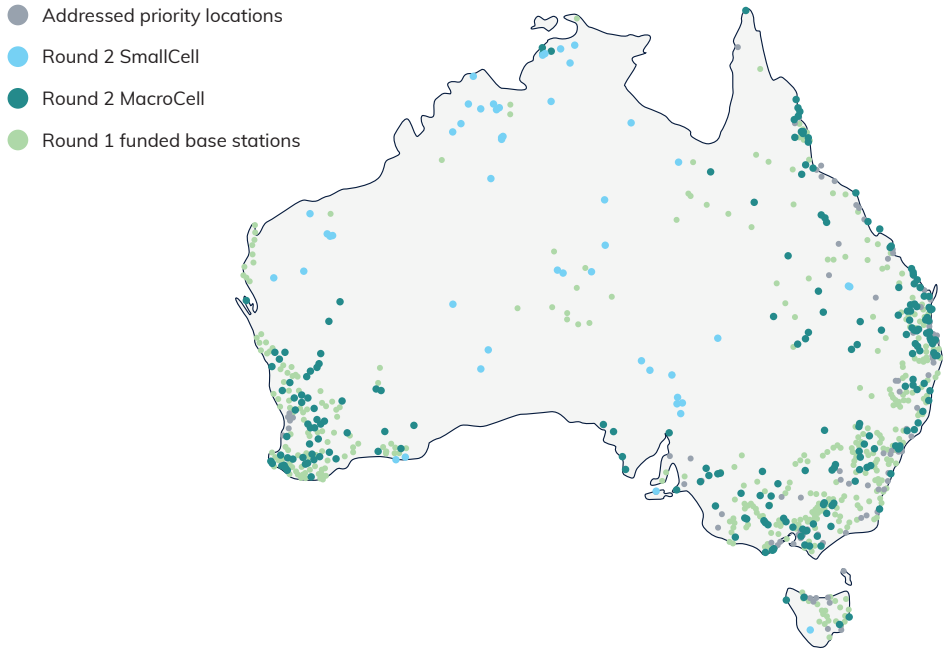 Addressed priority locations
Round 2 SmallCell
Round 2 MacroCell
Round 1 funded base stations